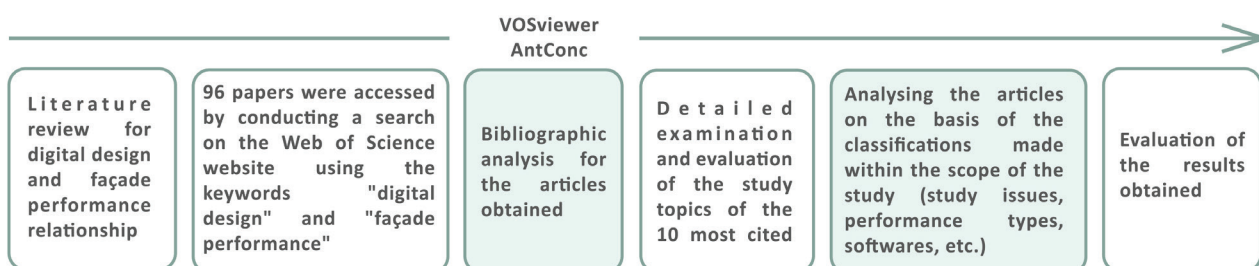 VOSviewer
AntConc
Literature
review for
digital design
and façade
performance
relationship
96 papers were accessed
by conducting a search
on the Web of Science
website using the
keywords "digital
design" and "façade
performance"
Bibliographic
analysis for
the articles
obtained
Detailed
examination
and evaluation
of the study
topics of the
10 most cited
Analysing the articles
on the basis of the
classifications made
within the scope of the
study (study issues,
performance types,
softwares, etc.)
Evaluation of
the results
obtained